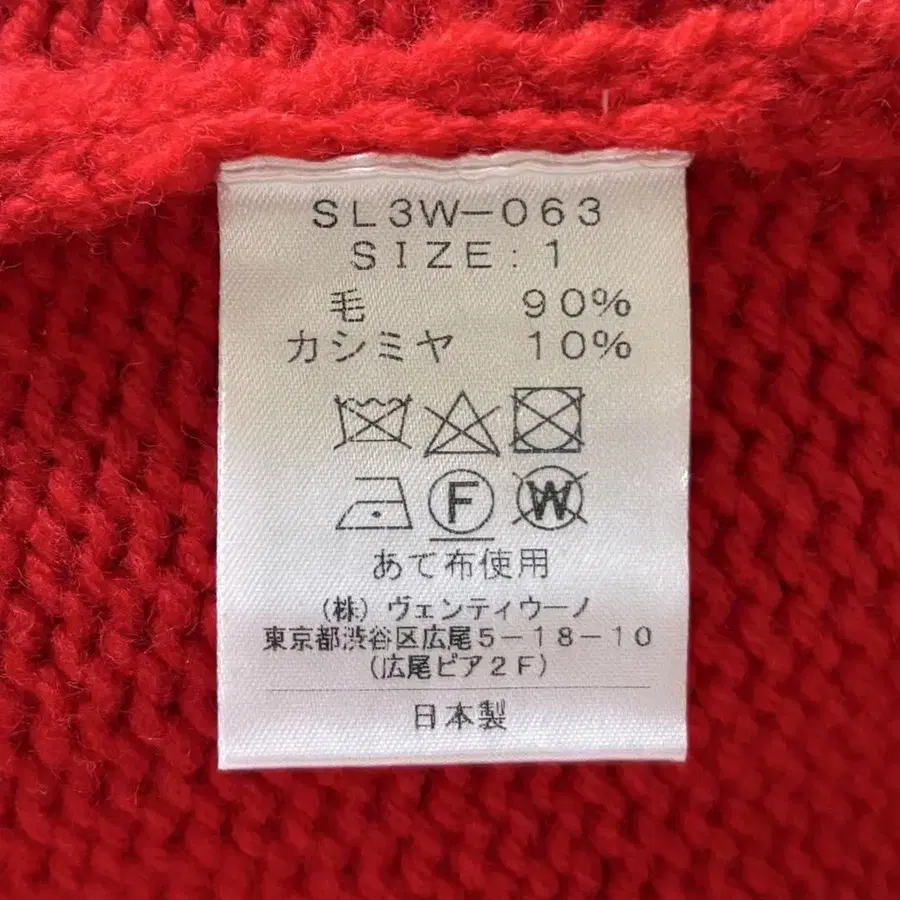 SL3W-063
SIZE:1
毛 90%
カシミヤ 10%
F W
あて布使用
(株)ヴェンティウーノ
東京都渋谷区広尾5-18-10
(広尾ピア2F)
日本製